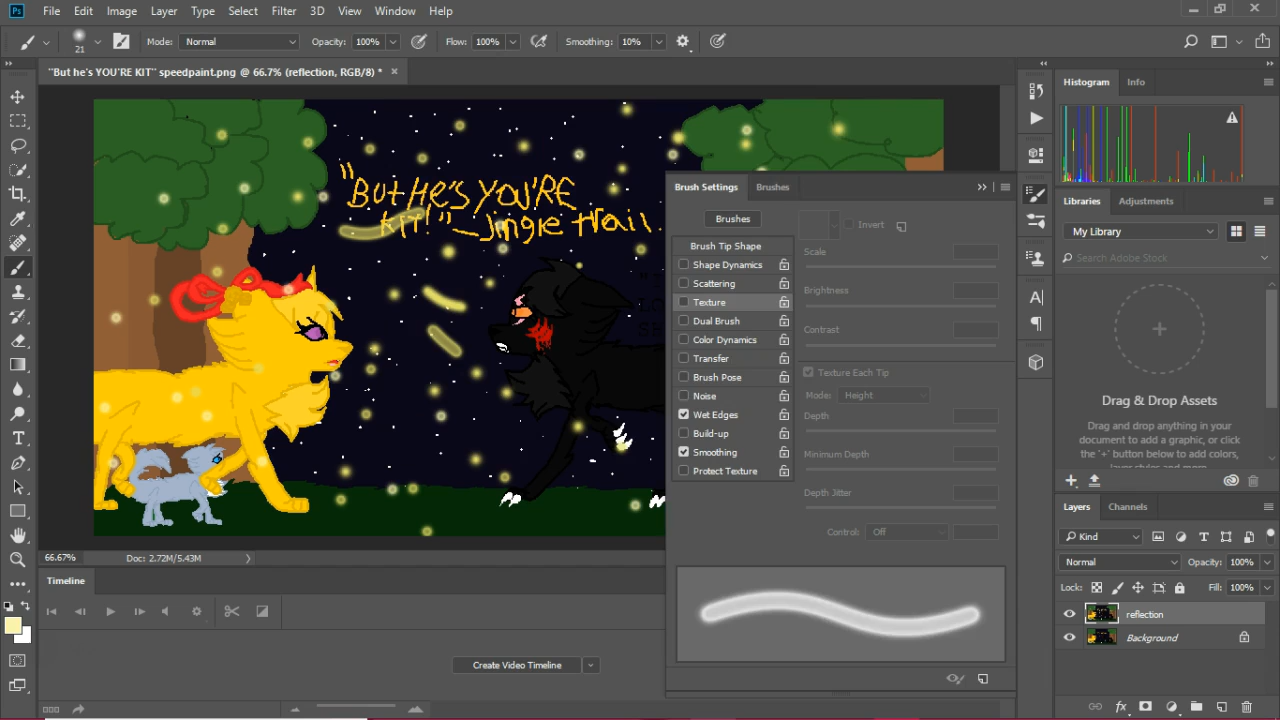 Ps File Edit Image Layer Type Select Filter 3D View Window Help
21 Mode: Normal Opacity: 100% Flow: 100% Smoothing: 10%
"But he's YOU'RE KIT" speedpaint.png @ 66.7% (reflection, RGB/8) *
"BuT HE'S YOU'RE
KIT!" -Jingle trail
66.67% Doc: 2.72M/5.43M
Timeline
Create Video Timeline
Brush Settings Brushes
Brushes
Brush Tip Shape
Shape Dynamics
Scattering
Texture
Dual Brush
Color Dynamics
Transfer
Brush Pose
Noise
Wet Edges
Build-up
Smoothing
Protect Texture
Invert
Scale
Brightness
Contrast
Texture Each Tip
Mode: Height
Depth
Minimum Depth
Depth Jitter
Control: Off
Histogram Info
Libraries Adjustments
My Library
Search Adobe Stock
Drag & Drop Assets
Drag and drop anything in your
document to add a graphic, or click
the '+' button below to add colors,
layer styles and more.
Layers Channels
Kind
Normal Opacity: 100%
Lock: Fill: 100%
reflection
Background